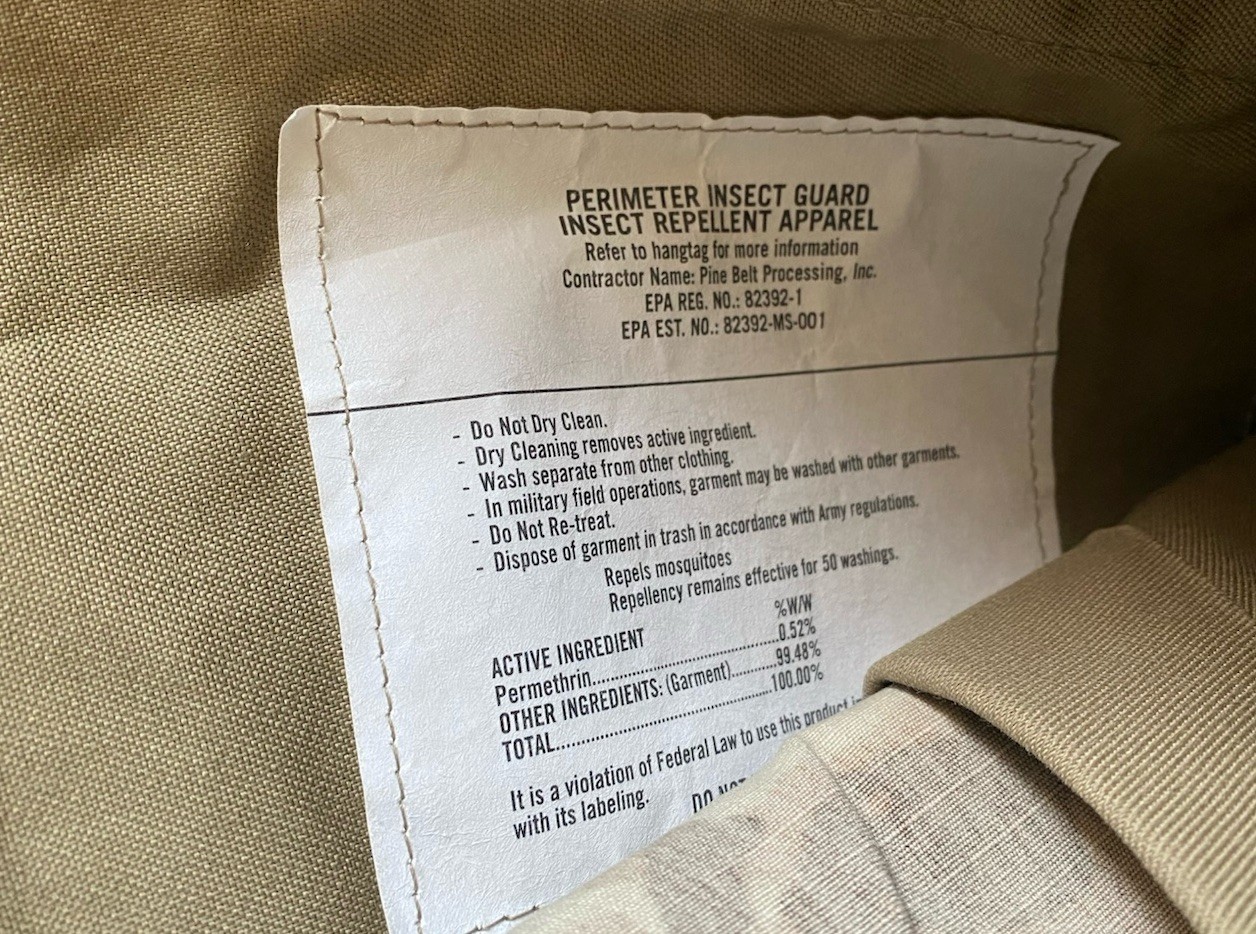 PERIMETER INSECT GUARD
INSECT REPELLENT APPAREL
Refer to hangtag for more information
Contractor Name: Pine Belt Processing, Inc.
EPA REG. NO.: 82392-1
EPA EST. NO.: 82392-MS-001
- Do Not Dry Clean.
- Dry Cleaning removes active ingredient.
- Wash separate from other clothing.
- In military field operations, garment may be washed with other garments.
- Do Not Re-treat.
- Dispose of garment in trash in accordance with Army regulations.
Repels mosquitoes
Repellency remains effective for 50 washings.
%W/W
ACTIVE INGREDIENT
Permethrin..............................0.52%
OTHER INGREDIENTS: (Garment)...........99.48%
TOTAL...................................100.00%
It is a violation of Federal Law to use this product
with its labeling.
DO NOT